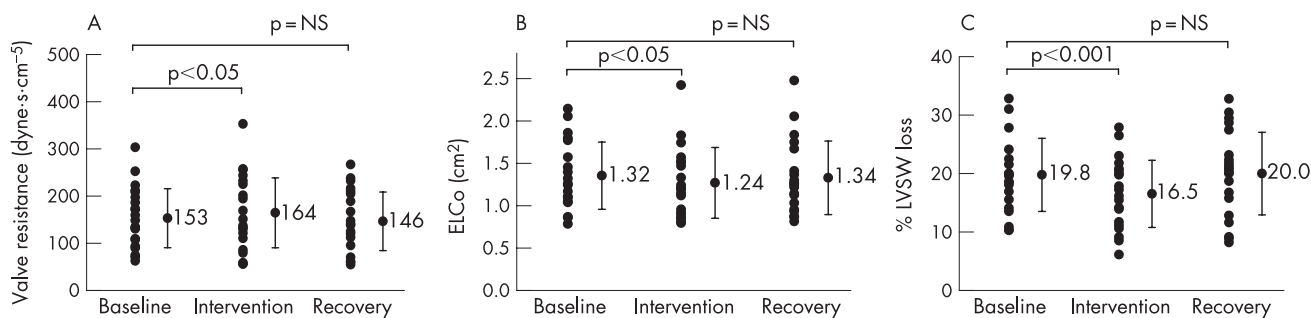 A
p = NS
p<0.05
Valve resistance (dyne·s·cm⁻⁵)
500
400
300
200
100
0
153
164
146
Baseline
Intervention
Recovery
B
p = NS
p<0.05
ELCo (cm²)
2.5
2.0
1.5
1.0
0.5
0.0
1.32
1.24
1.34
Baseline
Intervention
Recovery
C
p = NS
p<0.001
% LVSW loss
40
30
20
10
0
19.8
16.5
20.0
Baseline
Intervention
Recovery